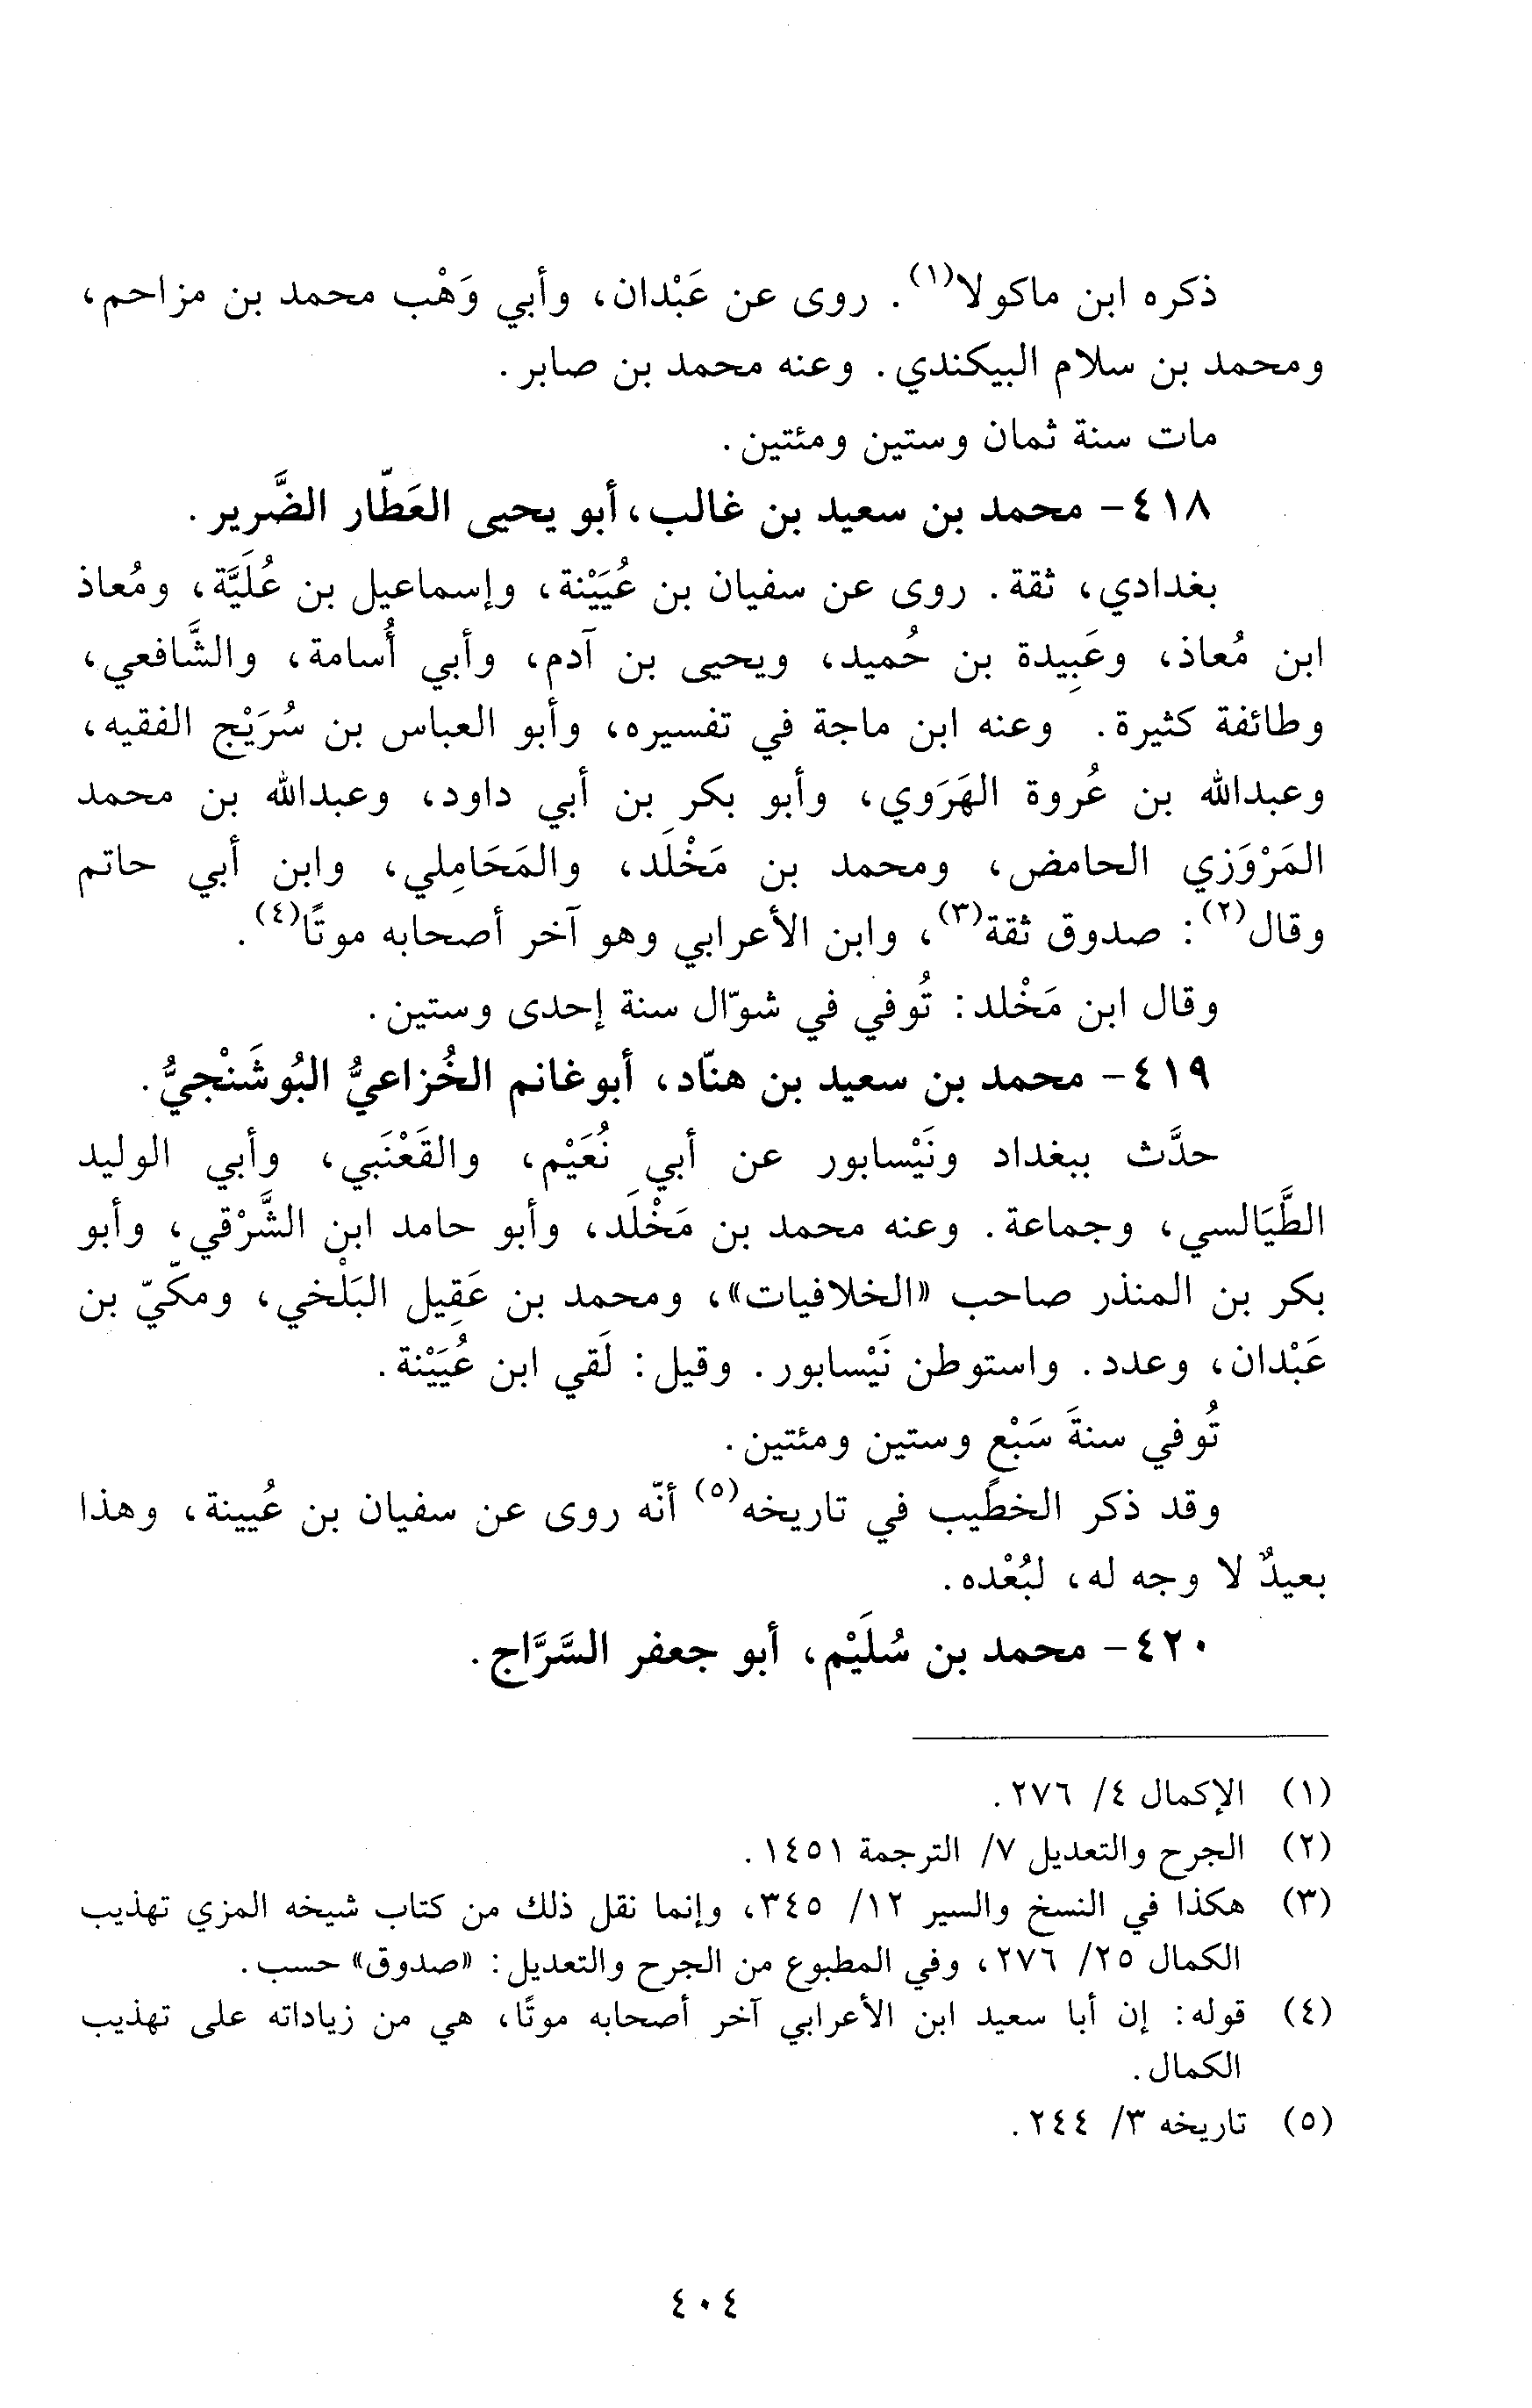 ذكره ابن ماكولا(١). روى عن عَبْدان، وأبي وَهْب محمد بن مزاحم،
ومحمد بن سلام البيكندي. وعنه محمد بن صابر.
مات سنة ثمان وستين ومئتين.
٤١٨- محمد بن سعيد بن غالب، أبو يحيى العَطّار الضَّرير.
بغدادي، ثقة. روى عن سفيان بن عُيَيْنة، وإسماعيل بن عُلَيَّة، ومُعاذ
ابن مُعاذ، وعَبِيدة بن حُميد، ويحيى بن آدم، وأبي أُسامة، والشَّافعي،
وطائفة كثيرة. وعنه ابن ماجة في تفسيره، وأبو العباس بن سُرَيْج الفقيه،
وعبدالله بن عُروة الهَرَوي، وأبو بكر بن أبي داود، وعبدالله بن محمد
المَرْوَزي الحامض، ومحمد بن مَخْلَد، والمَحَامِلي، وابن أبي حاتم
وقال(٢): صدوق ثقة(٣)، وابن الأعرابي وهو آخر أصحابه موتًا(٤).
وقال ابن مَخْلد: تُوفي في شوّال سنة إحدى وستين.
٤١٩- محمد بن سعيد بن هنّاد، أبو غانم الخُزاعيُّ البُوشَنْجيُّ.
حدَّث ببغداد ونَيْسابور عن أبي نُعَيْم، والقَعْنَبي، وأبي الوليد
الطَّيَالسي، وجماعة. وعنه محمد بن مَخْلَد، وأبو حامد ابن الشَّرْقي، وأبو
بكر بن المنذر صاحب «الخلافيات»، ومحمد بن عَقِيل البَلْخي، ومكّيّ بن
عَبْدان، وعدد. واستوطن نَيْسابور. وقيل: لَقي ابن عُيَيْنة.
تُوفي سنةَ سَبْع وستين ومئتين.
وقد ذكر الخطيب في تاريخه(٥) أنّه روى عن سفيان بن عُيينة، وهذا
بعيدٌ لا وجه له، لبُعْده.
٤٢٠- محمد بن سُلَيْم، أبو جعفر السَّرَّاج.
(١) الإكمال ٤/ ٢٧٦.
(٢) الجرح والتعديل ٧/ الترجمة ١٤٥١.
(٣) هكذا في النسخ والسير ١٢/ ٣٤٥، وإنما نقل ذلك من كتاب شيخه المزي تهذيب
الكمال ٢٥/ ٢٧٦، وفي المطبوع من الجرح والتعديل: «صدوق» حسب.
(٤) قوله: إن أبا سعيد ابن الأعرابي آخر أصحابه موتًا، هي من زياداته على تهذيب
الكمال.
(٥) تاريخه ٣/ ٢٤٤.
٤٠٤